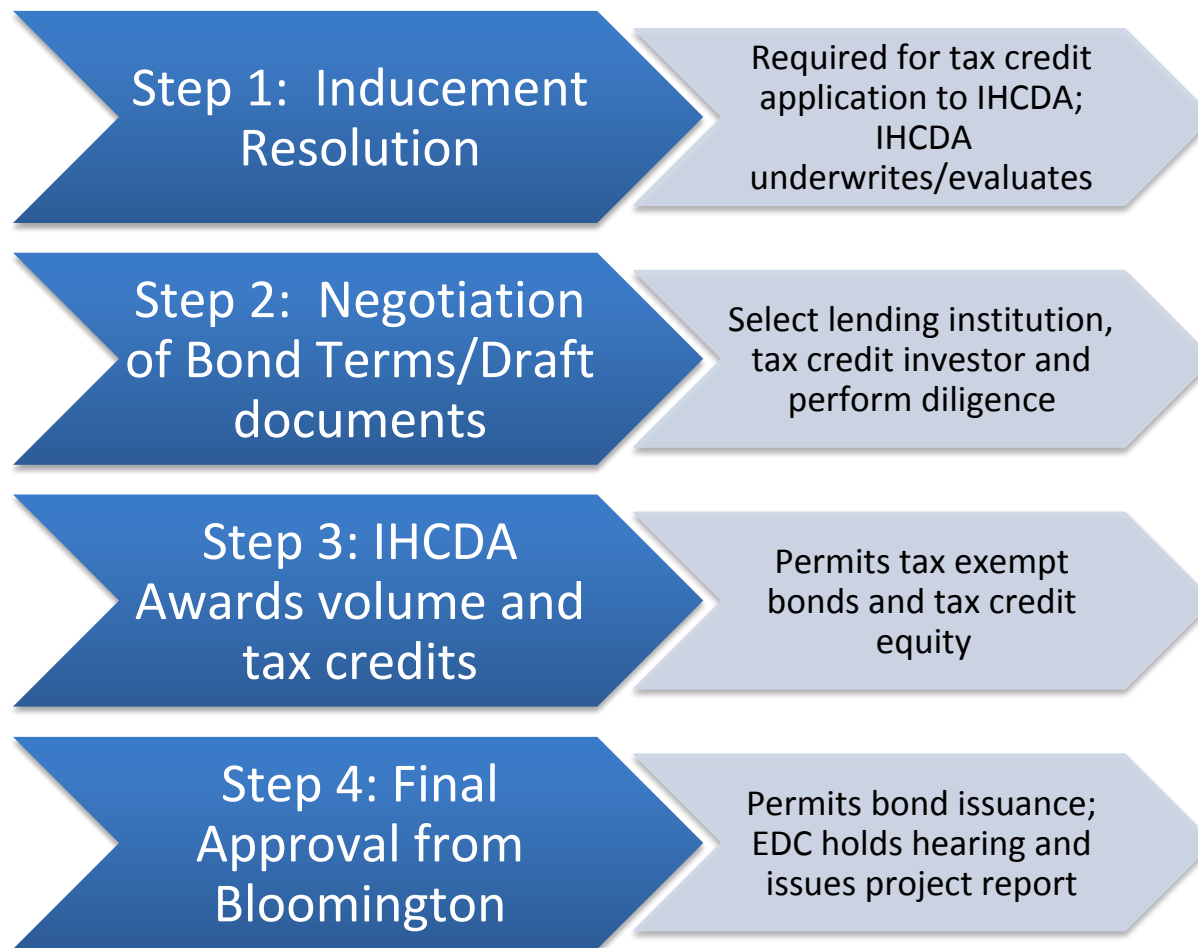 Step 1:  Inducement
Resolution
Required for tax credit
application to IHCDA;
IHCDA
underwrites/evaluates
Step 2:  Negotiation
of Bond Terms/Draft
documents
Select lending institution,
tax credit investor and
perform diligence
Step 3: IHCDA
Awards volume and
tax credits
Permits tax exempt
bonds and tax credit
equity
Step 4: Final
Approval from
Bloomington
Permits bond issuance;
EDC holds hearing and
issues project report